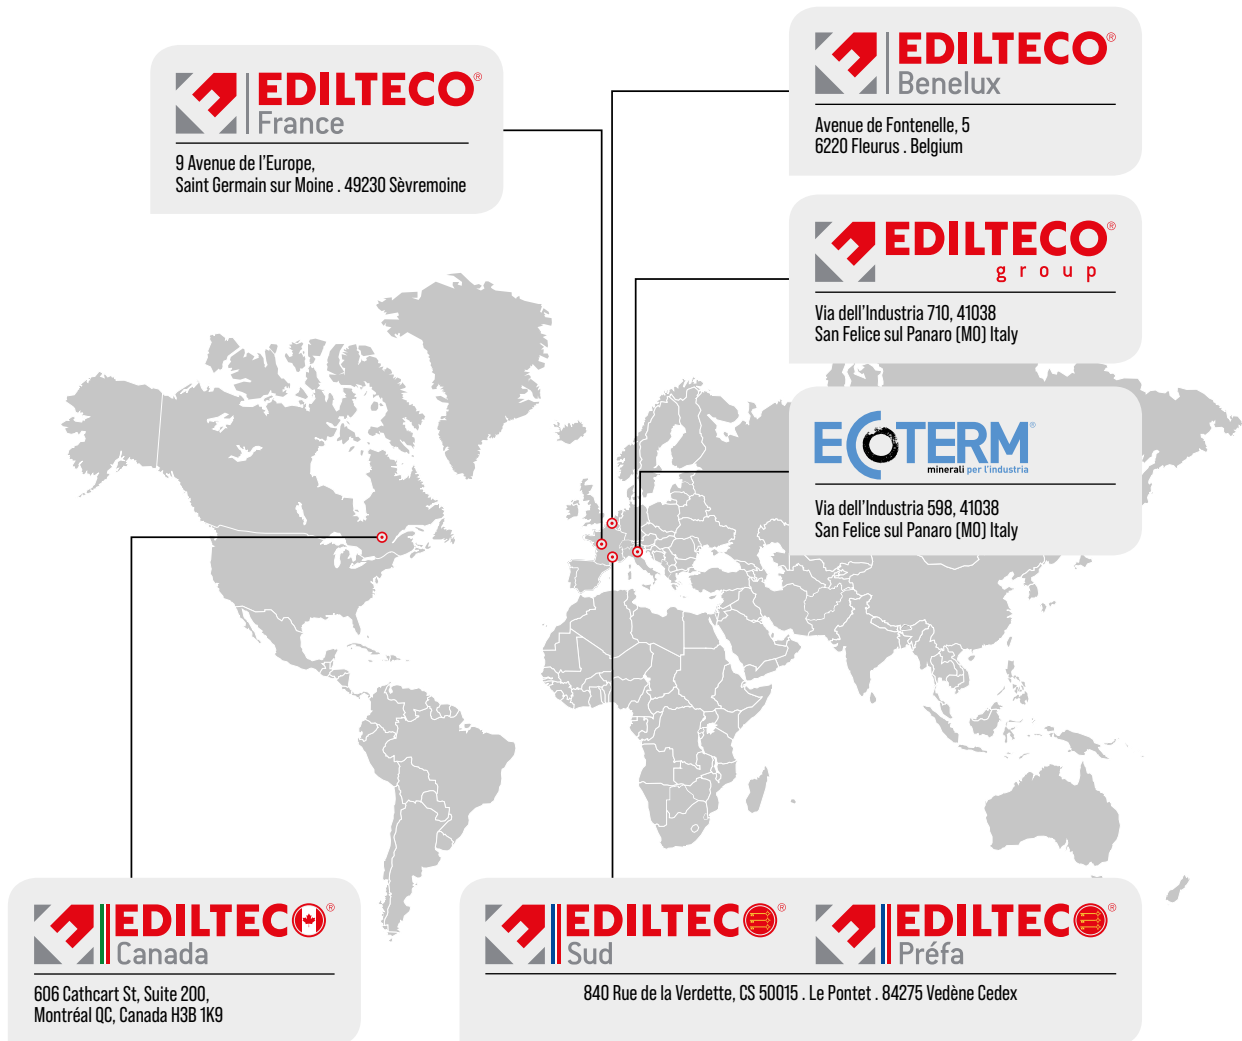 EDILTECO®
France
9 Avenue de l'Europe,
Saint Germain sur Moine . 49230 Sèvremoine
EDILTECO®
Benelux
Avenue de Fontenelle, 5
6220 Fleurus . Belgium
EDILTECO®
group
Via dell'Industria 710, 41038
San Felice sul Panaro (MO) Italy
ECOTERM®
minerali per l'industria
Via dell'Industria 598, 41038
San Felice sul Panaro (MO) Italy
EDILTECO®
Canada
606 Cathcart St, Suite 200,
Montréal QC, Canada H3B 1K9
EDILTECO®
Sud
EDILTECO®
Préfa
840 Rue de la Verdette, CS 50015 . Le Pontet . 84275 Vedène Cedex